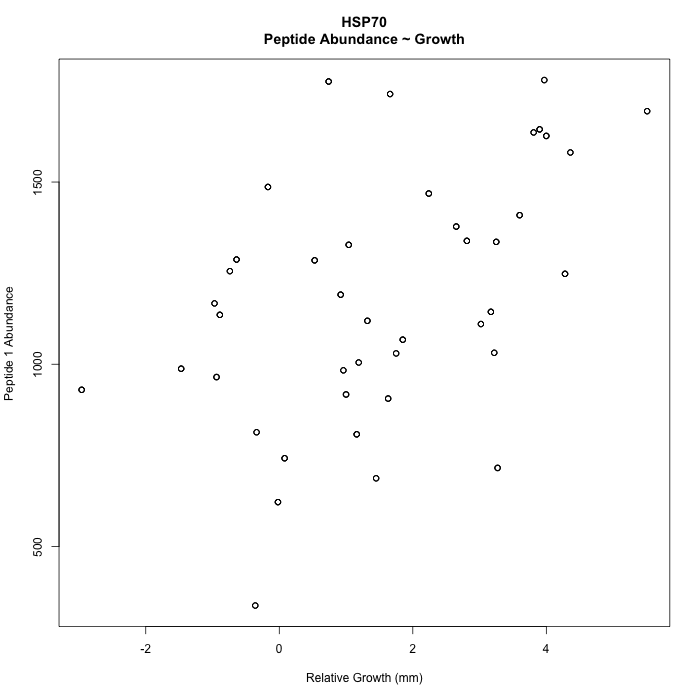 HSP70
Peptide Abundance ~ Growth
1500
1000
500
Peptide 1 Abundance
-2
0
2
4
Relative Growth (mm)